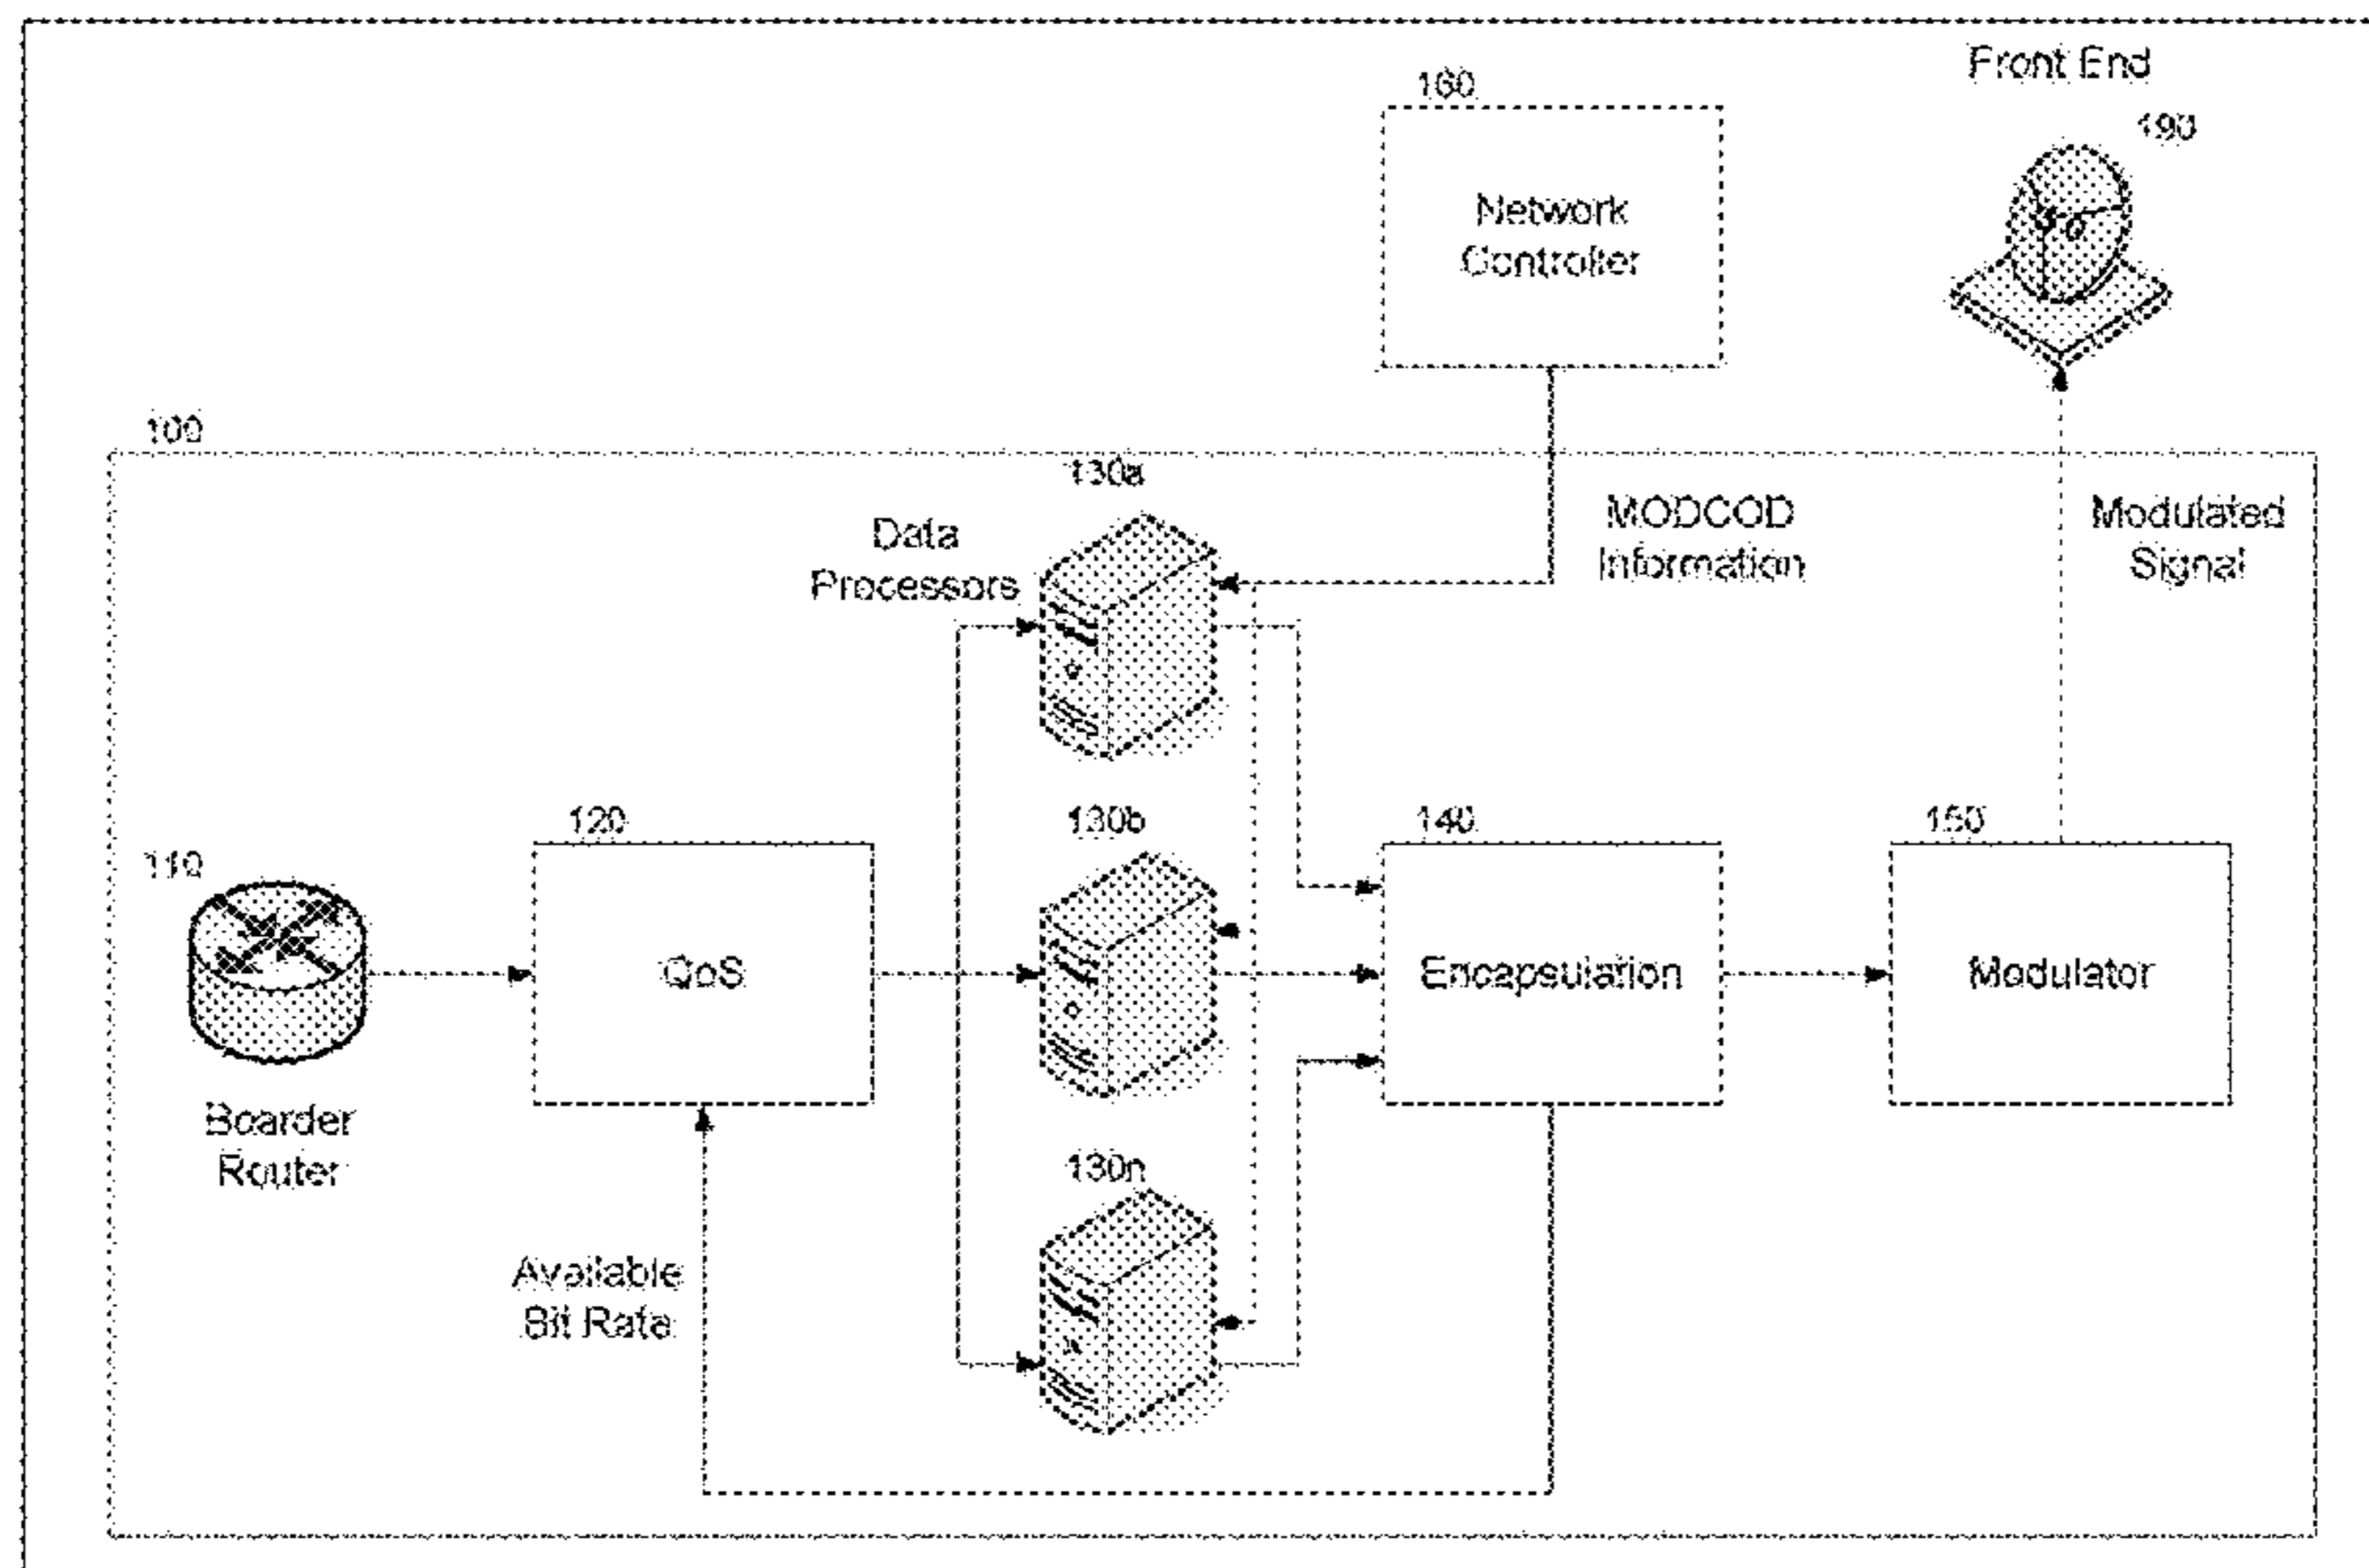 Front End
160
190
Network
Controller
100
130a
Data
Processors
MODCOD
Information
Modulated
Signal
120
130b
140
150
110
QoS
Encapsulation
Modulator
Boarder
Router
130n
Available
Bit Rate